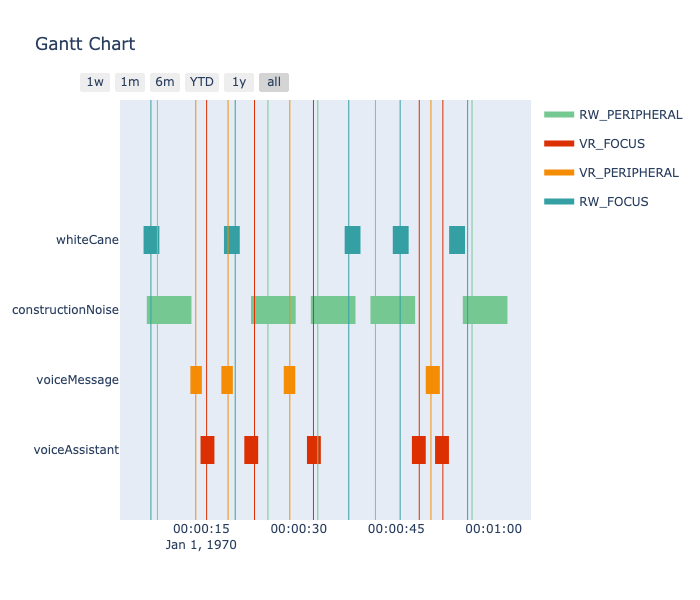 Gantt Chart
1w 1m 6m YTD 1y all
RW_PERIPHERAL
VR_FOCUS
VR_PERIPHERAL
RW_FOCUS
whiteCane
constructionNoise
voiceMessage
voiceAssistant
00:00:15 00:00:30 00:00:45 00:01:00
Jan 1, 1970